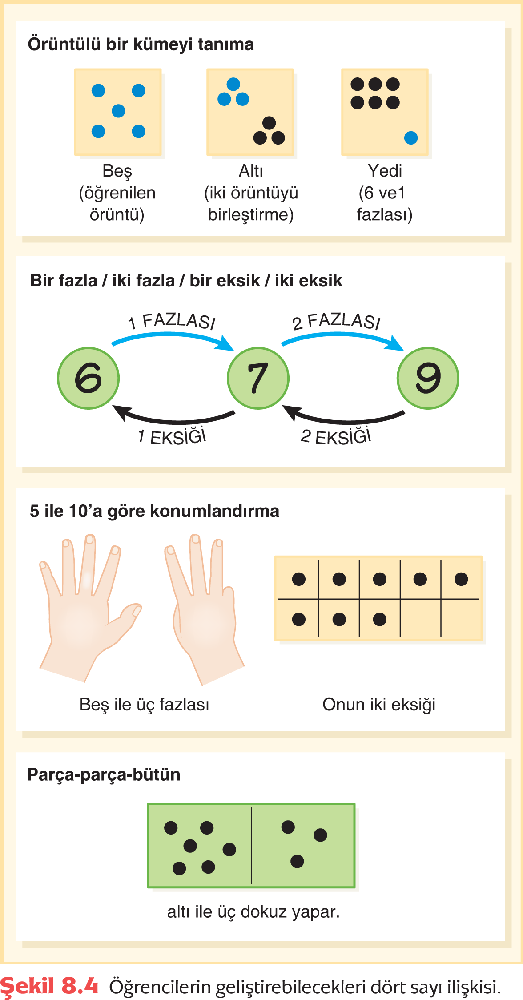 Örüntülü bir kümeyi tanıma
Beş
(öğrenilen
örüntü)
Altı
(iki örüntüyü
birleştirme)
Yedi
(6 ve1
fazlası)
Bir fazla / iki fazla / bir eksik / iki eksik
1 FAZLASI
2 FAZLASI
6
7
9
1 EKSİĞİ
2 EKSİĞİ
5 ile 10’a göre konumlandırma
Beş ile üç fazlası
Onun iki eksiği
Parça-parça-bütün
altı ile üç dokuz yapar.
Şekil 8.4 Öğrencilerin geliştirebilecekleri dört sayı ilişkisi.